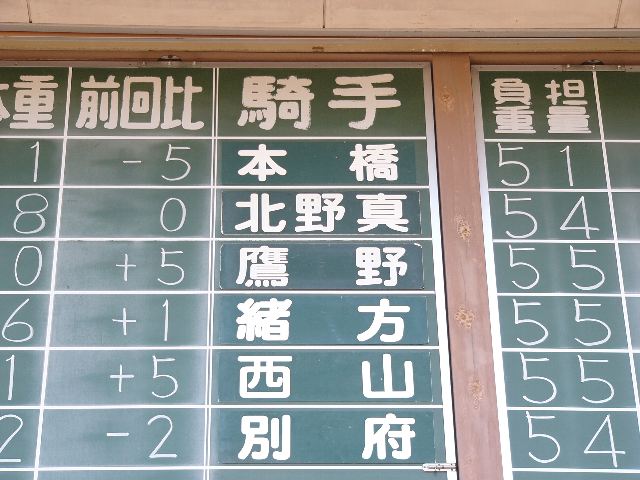 体重 前回比 騎手 負担重量
1 -5 本橋 51
8 0 北野真 54
0 +5 鷹野 55
6 +1 緒方 55
1 +5 西山 55
2 -2 別府 54